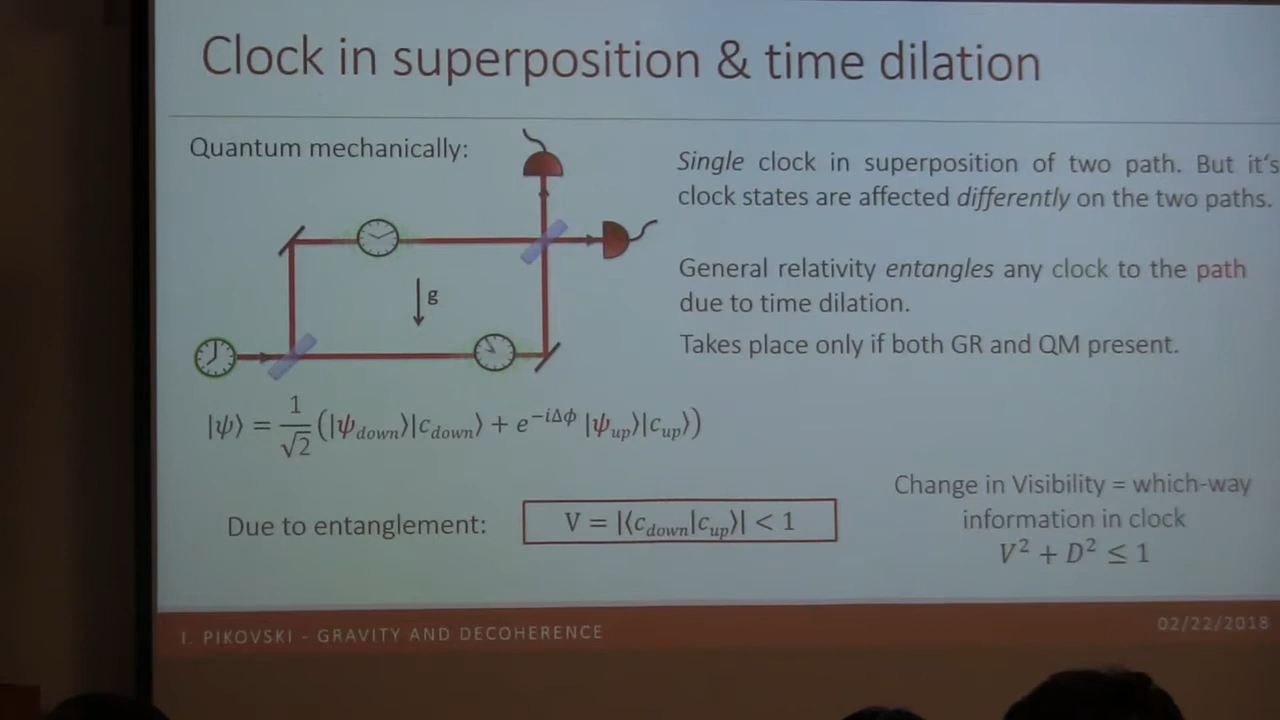 Clock in superposition & time dilation
Quantum mechanically:
g
|ψ⟩ = 1/√2 (|ψ_down⟩|c_down⟩ + e^{-iΔϕ} |ψ_up⟩|c_up⟩)
Due to entanglement:
V = |⟨c_down|c_up⟩| < 1
Single clock in superposition of two path. But it's
clock states are affected differently on the two paths.
General relativity entangles any clock to the path
due to time dilation.
Takes place only if both GR and QM present.
Change in Visibility = which-way
information in clock
V² + D² ≤ 1
I. PIKOVSKI - GRAVITY AND DECOHERENCE
02/22/2018